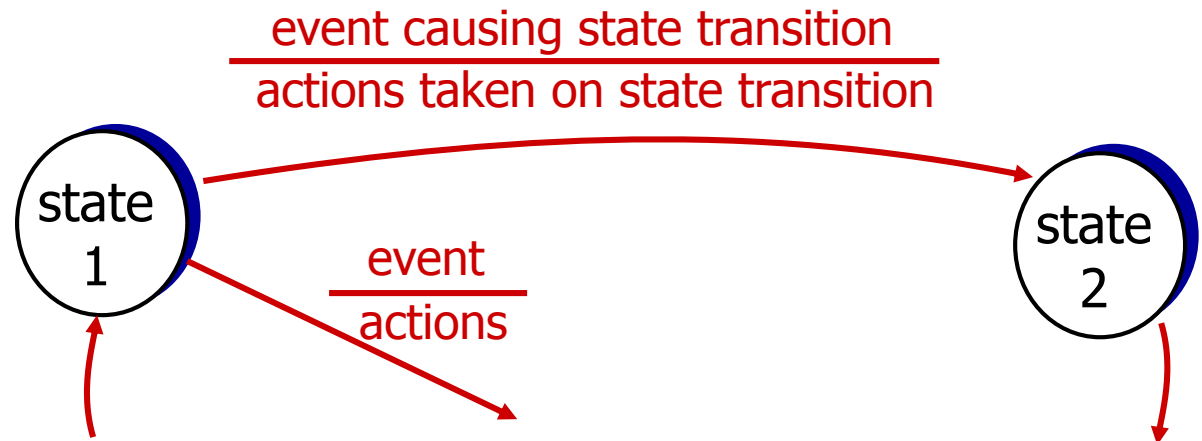 event causing state transition
actions taken on state transition
state
1
event
actions
state
2